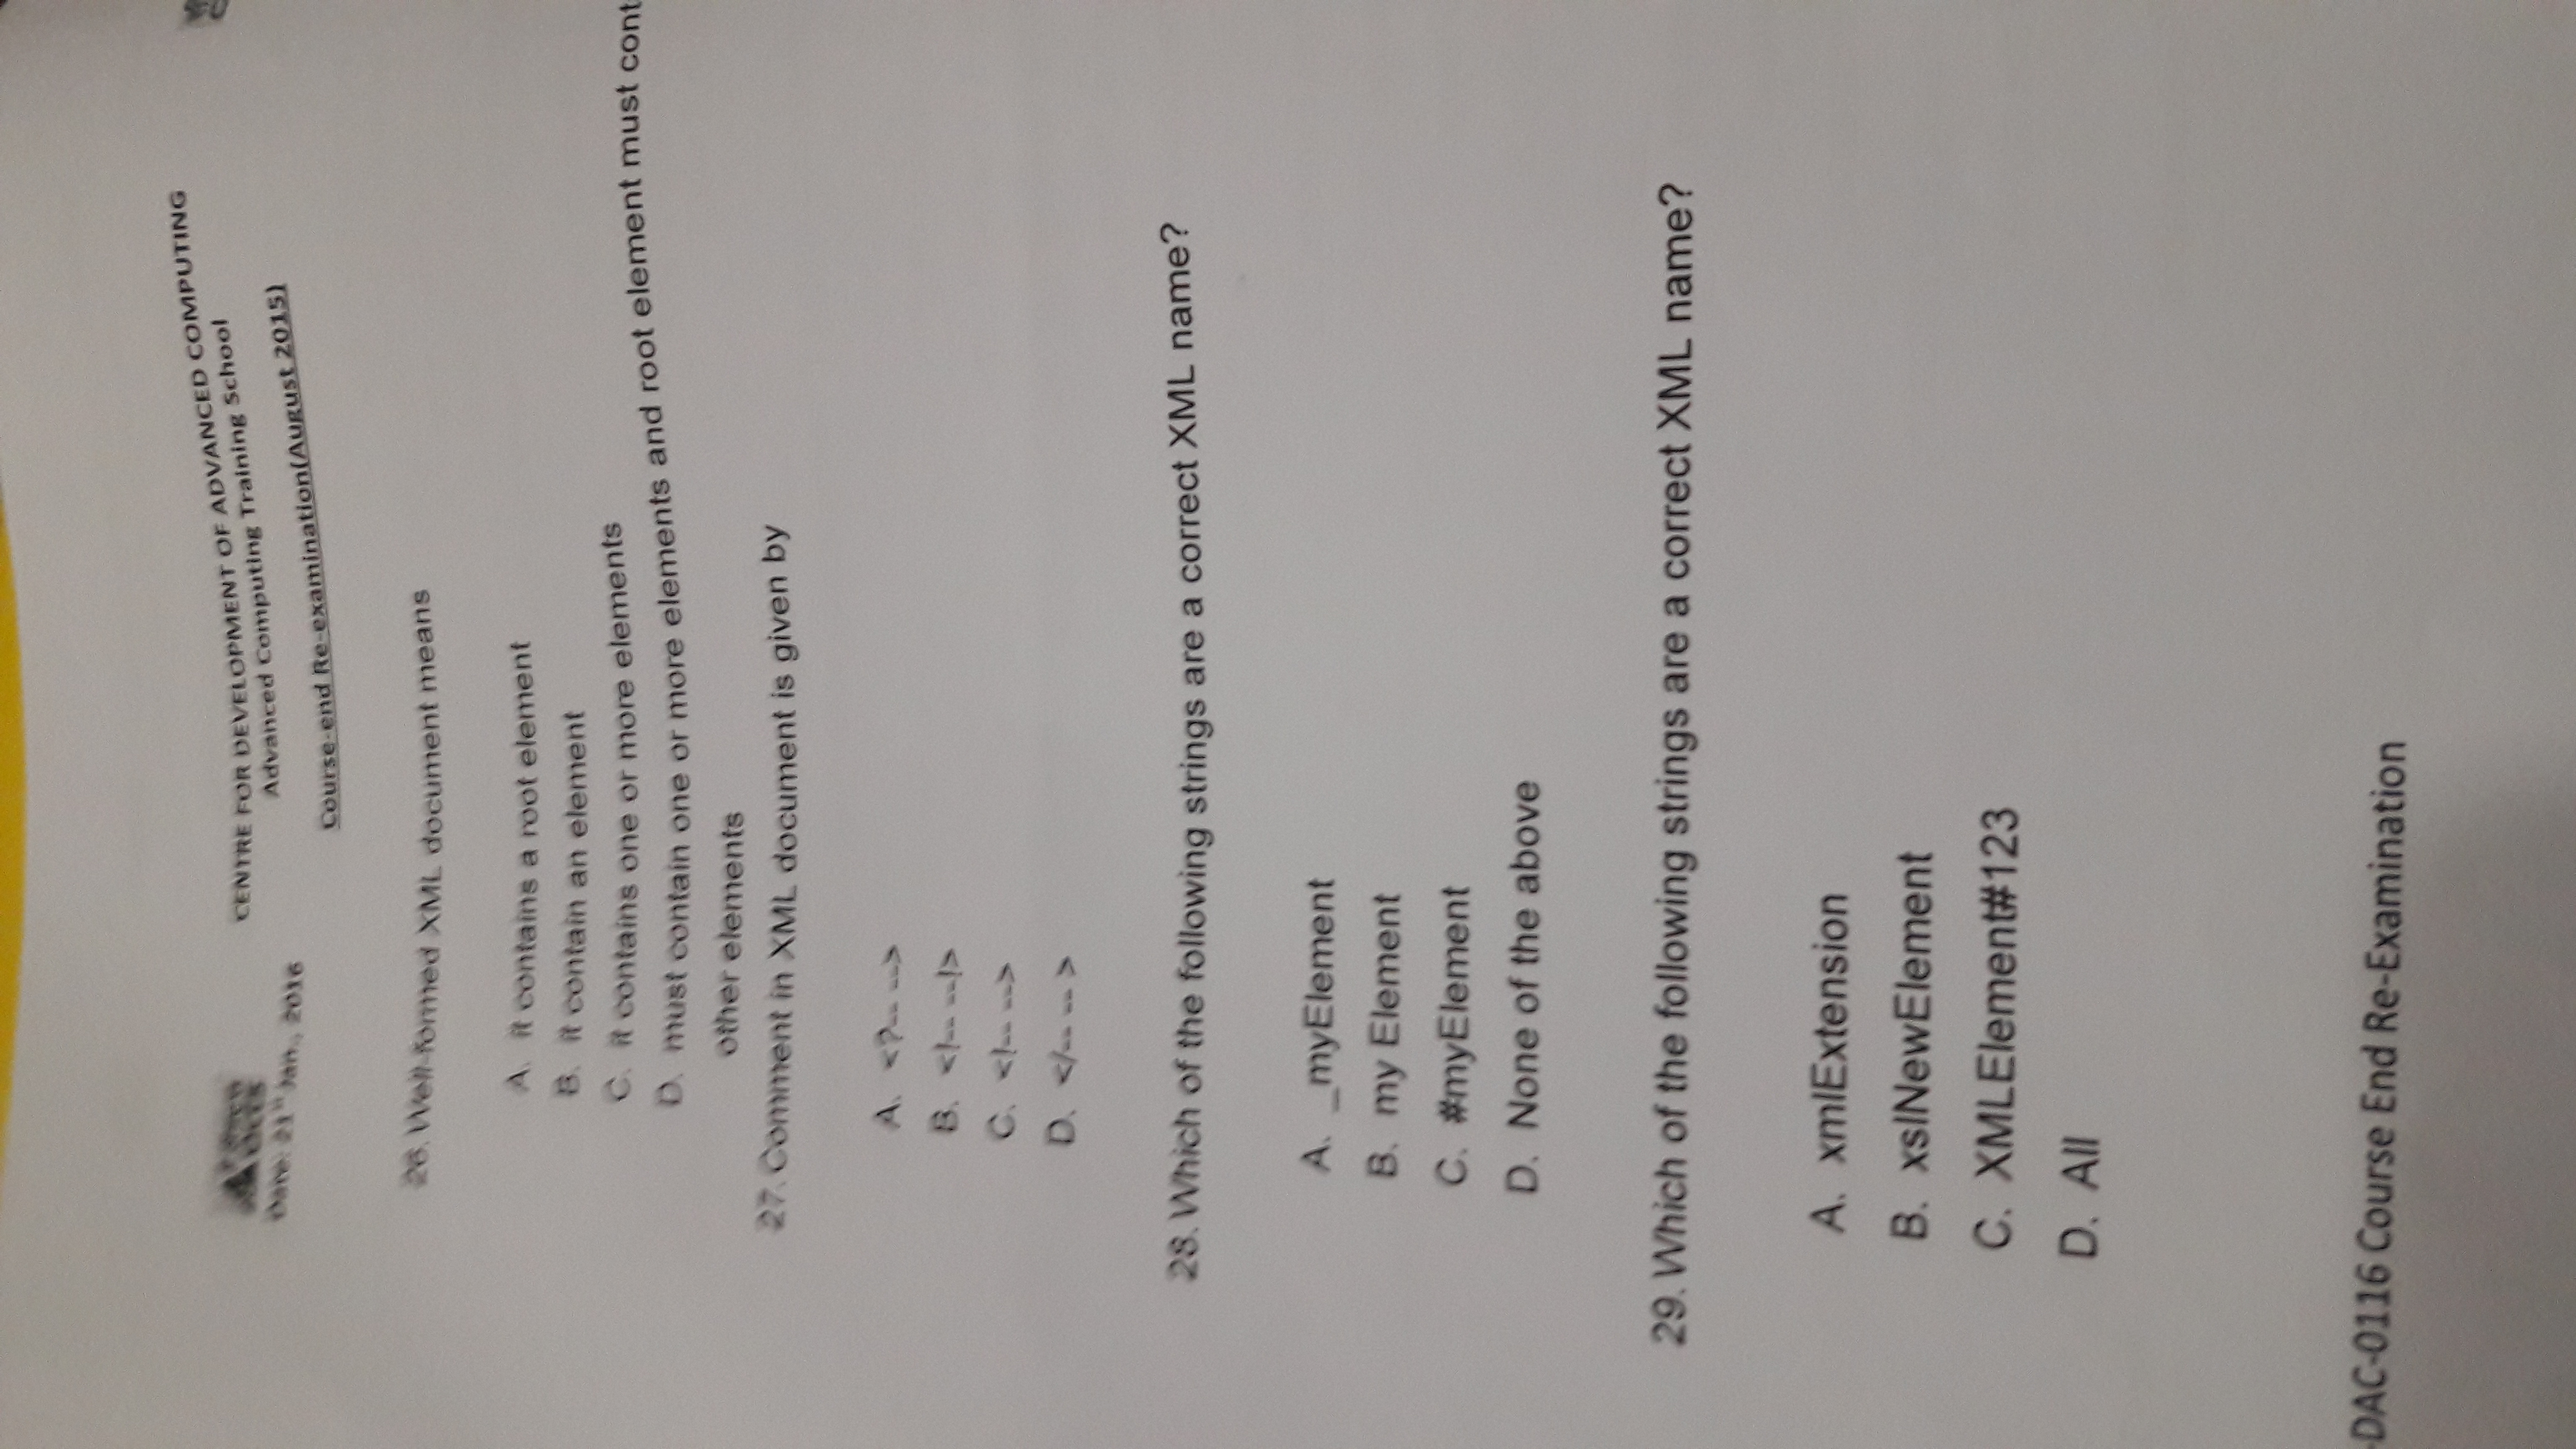 CENTRE FOR DEVELOPMENT OF ADVANCED COMPUTING
Advanced Computing Training School
Date: 21st Jan., 2016
Course-end Re-examination(August 2015)
26. Well-formed XML document means
A. it contains a root element
B. it contain an element
C. it contains one or more elements
D. must contain one or more elements and root element must cont
other elements
27. Comment in XML document is given by
A. <?-- -->
B. <!-- --!>
C. <!-- -->
D. </-- -- >
28. Which of the following strings are a correct XML name?
A. _myElement
B. my Element
C. #myElement
D. None of the above
29. Which of the following strings are a correct XML name?
A. xmlExtension
B. xslNewElement
C. XMLElement#123
D. All
-DAC-0116 Course End Re-Examination